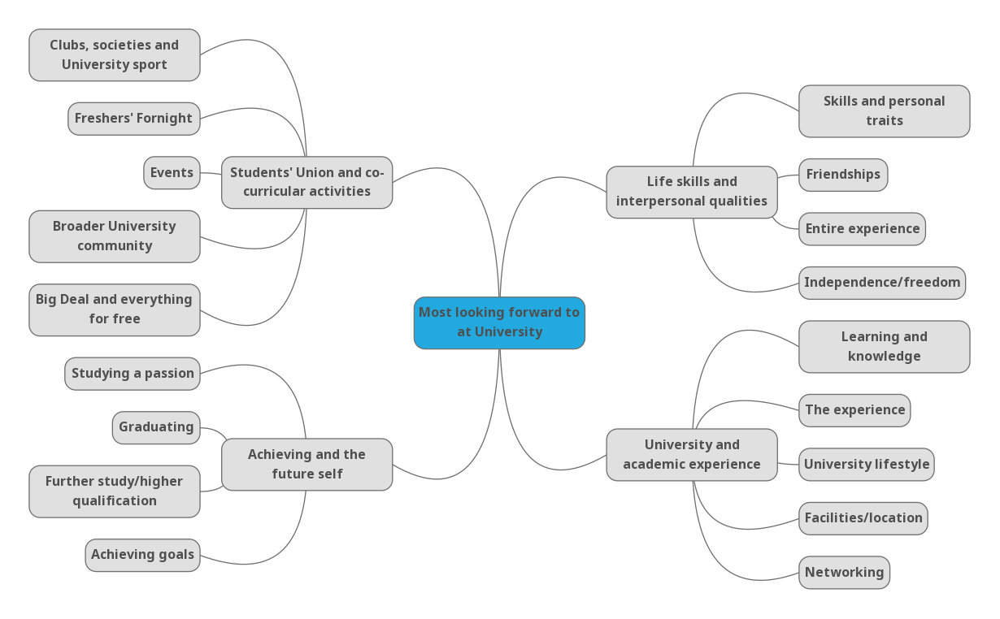 Most looking forward to
at University
Students' Union and co-
curricular activities
Clubs, societies and
University sport
Freshers' Fornight
Events
Broader University
community
Big Deal and everything
for free
Achieving and the
future self
Studying a passion
Graduating
Further study/higher
qualification
Achieving goals
Life skills and
interpersonal qualities
Skills and personal
traits
Friendships
Entire experience
Independence/freedom
University and
academic experience
Learning and
knowledge
The experience
University lifestyle
Facilities/location
Networking